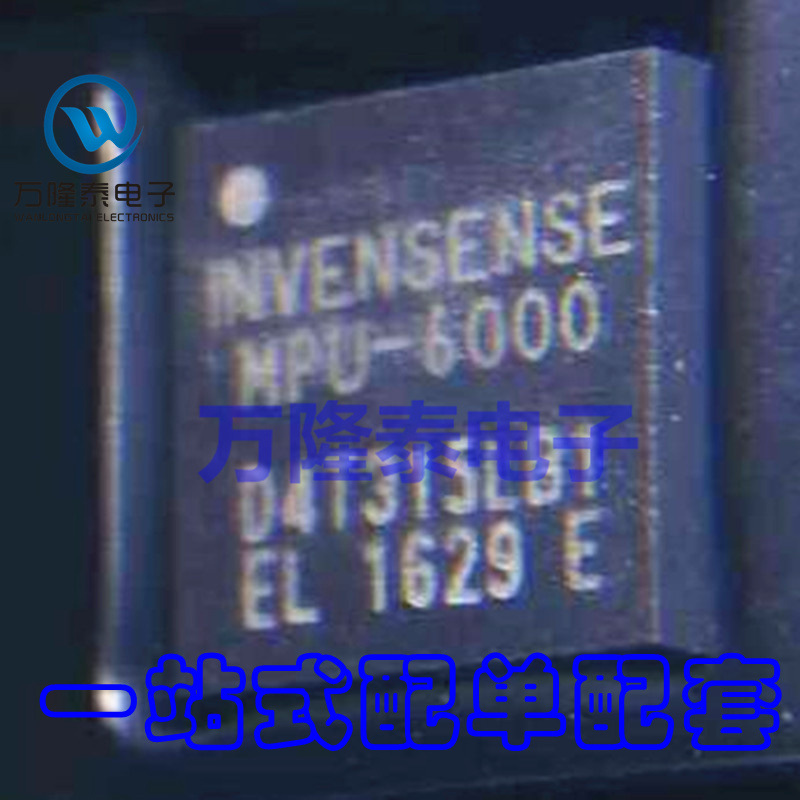 万隆泰电子
ELECTRONICS
INVENSENSE
MPU-6000
万隆泰电子
EL 1629 E
一站式配单配套